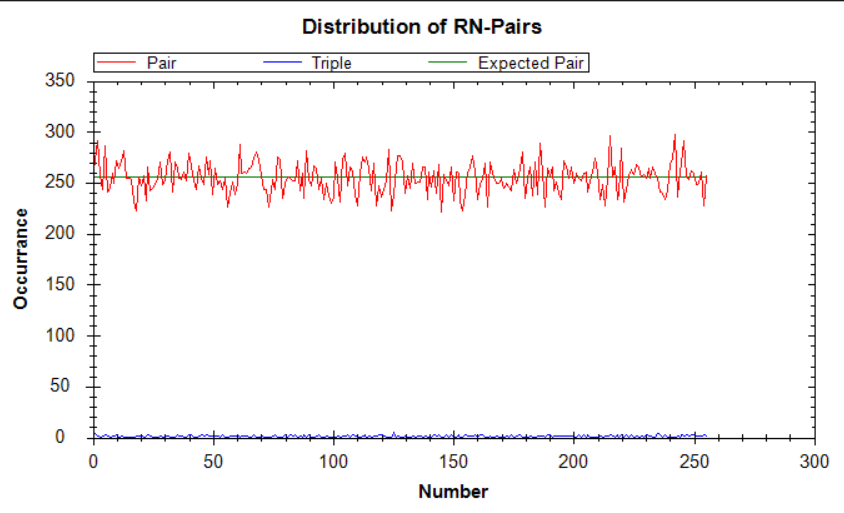 Distribution of RN-Pairs
Pair Triple Expected Pair
350
300
250
200
150
100
50
0
Occurrance
0 50 100 150 200 250 300
Number